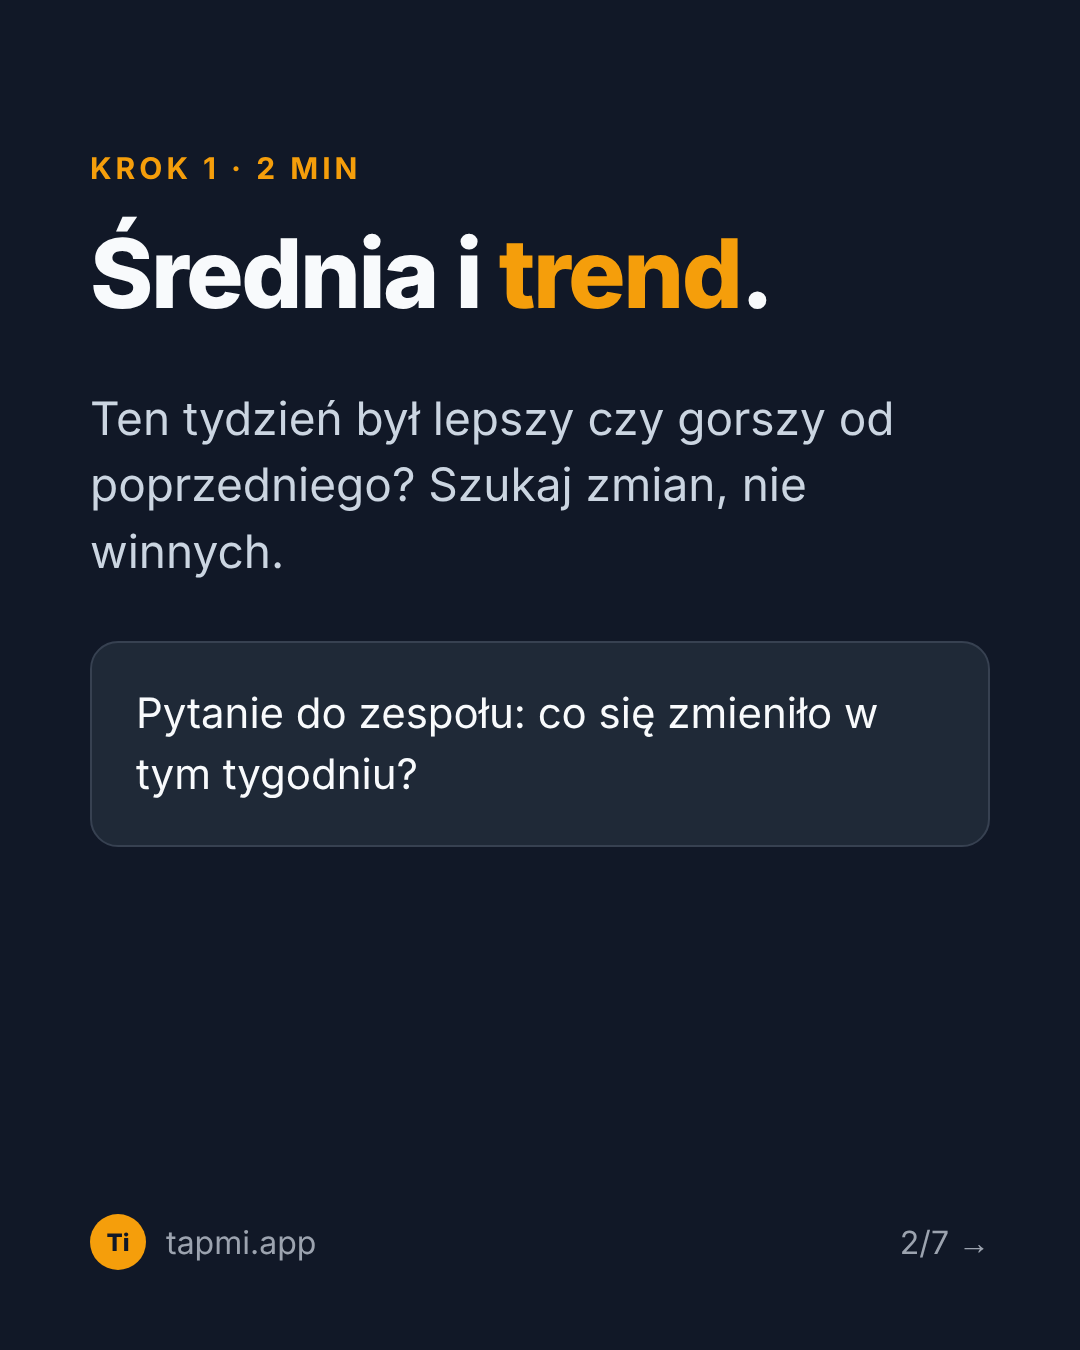 KROK 1 · 2 MIN
Średnia i trend.
Ten tydzień był lepszy czy gorszy od
poprzedniego? Szukaj zmian, nie
winnych.
Pytanie do zespołu: co się zmieniło w
tym tygodniu?
Ti tapmi.app 2/7 →